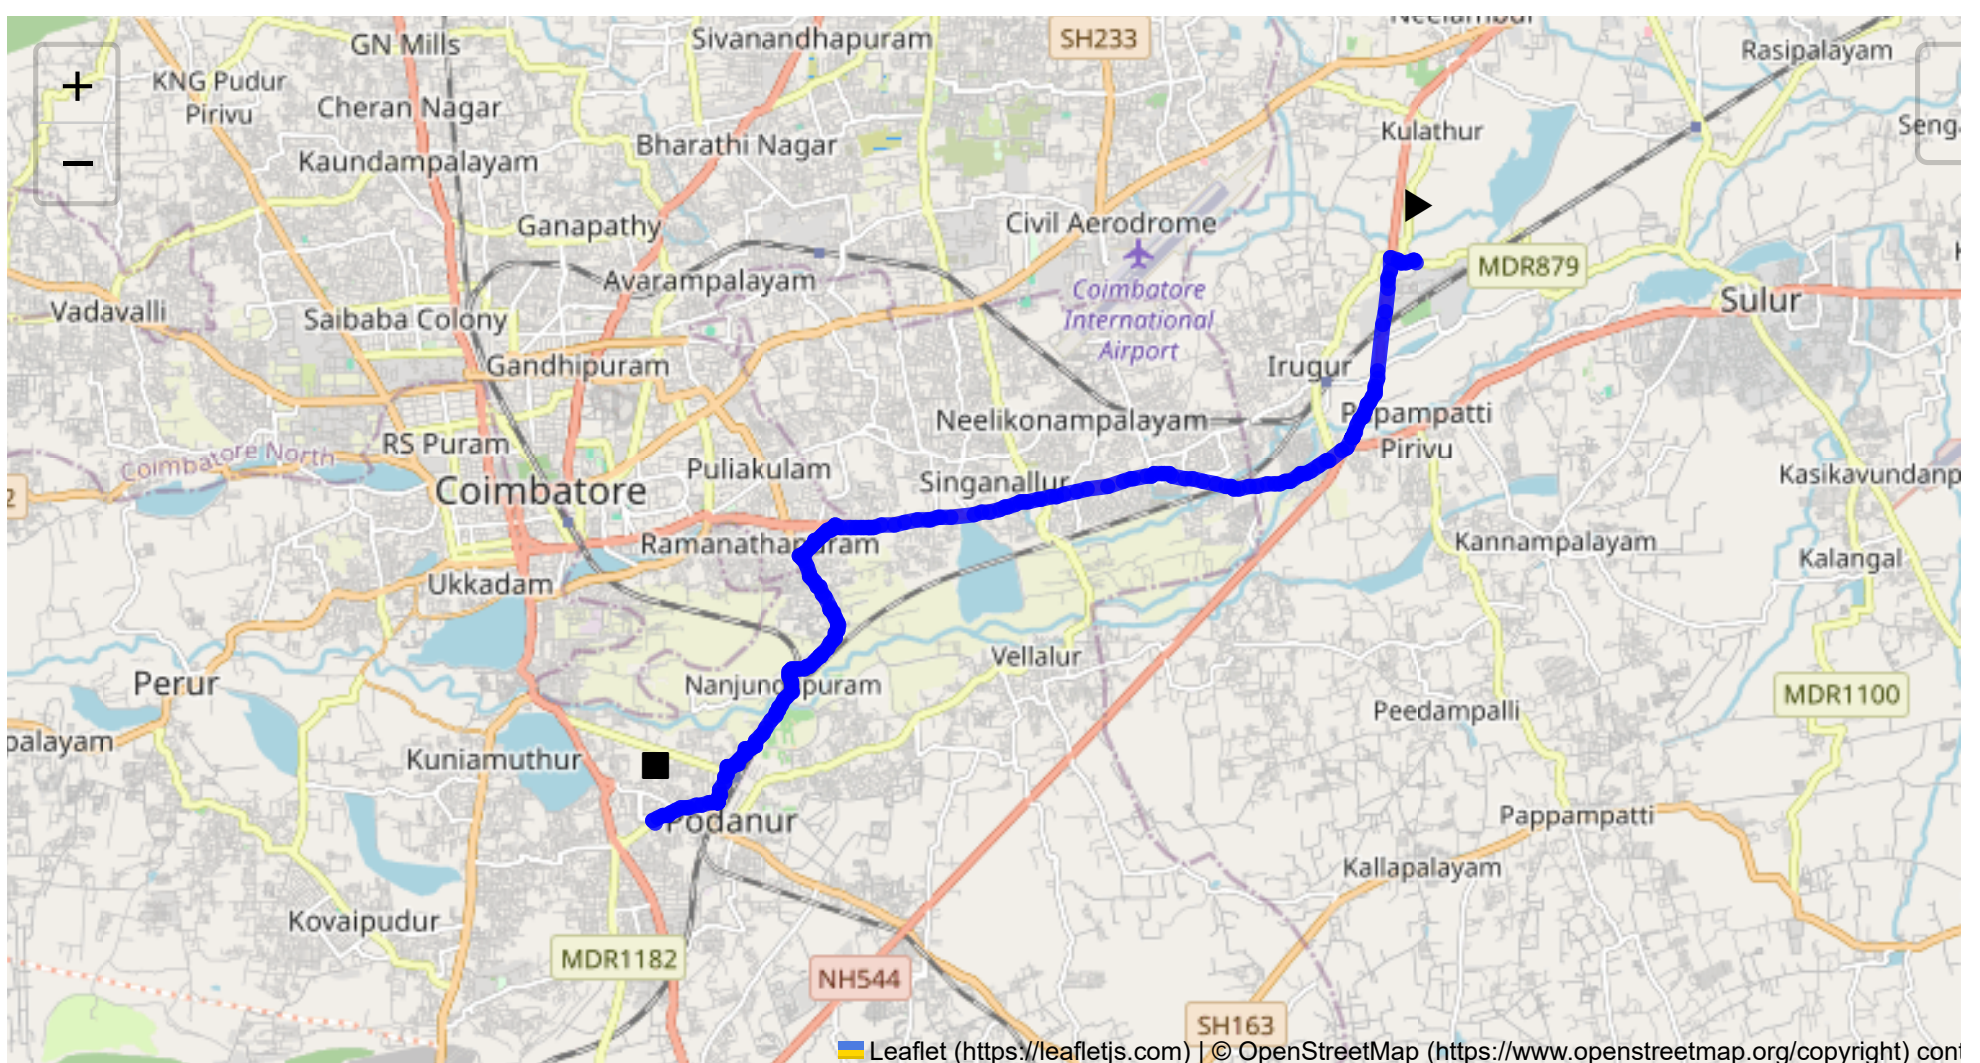 Neelambur
GN Mills
Sivanandhapuram
SH233
Rasipalayam
+
KNG Pudur
Pirivu
Cheran Nagar
Bharathi Nagar
Kulathur
Kaundampalayam
−
Ganapathy
Civil Aerodrome
MDR879
Avarampalayam
Coimbatore
International
Airport
Vadavalli
Saibaba Colony
Sulur
Gandhipuram
Irugur
Neelikonampalayam
Papampatti
Pirivu
RS Puram
Coimbatore North
Puliakulam
Singanallur
Kasikavundanp
Coimbatore
2
Ramanathapuram
Kannampalayam
Kalangal
Ukkadam
Vellalur
Perur
Nanjundapuram
MDR1100
Peedampalli
palayam
Kuniamuthur
Podanur
Pappampatti
Kallapalayam
Kovaipudur
MDR1182
NH544
SH163
Leaflet (https://leafletjs.com) | © OpenStreetMap (https://www.openstreetmap.org/copyright) cont